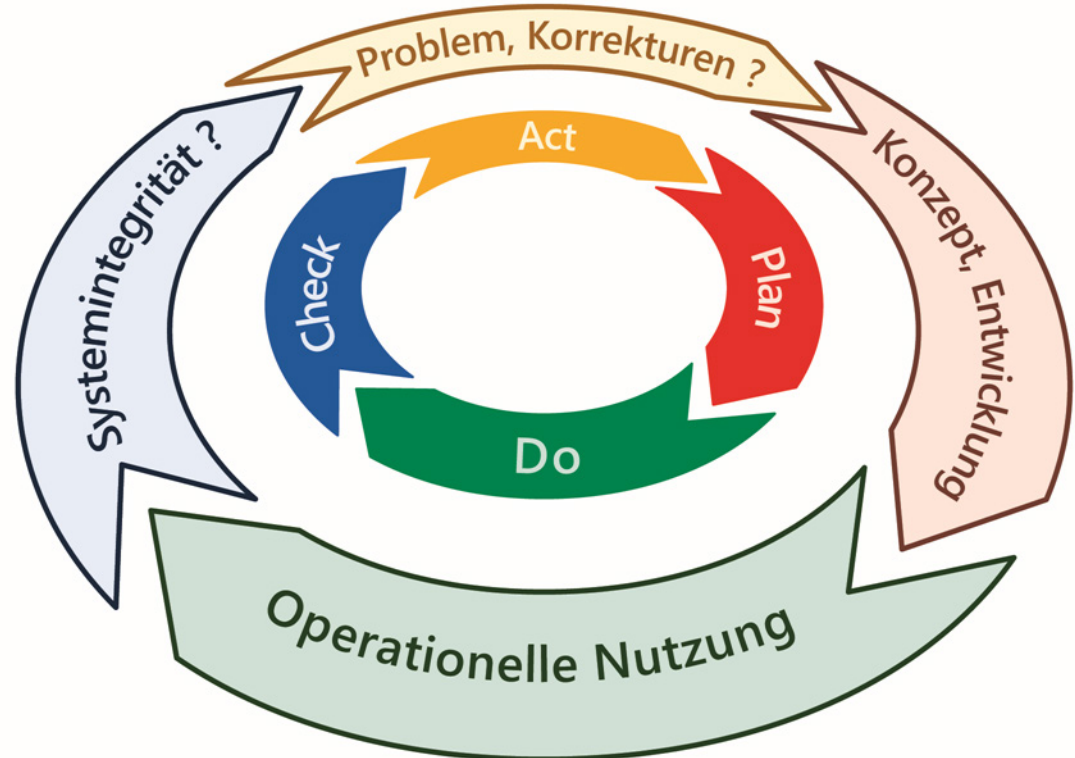 Problem, Korrekturen ?
Konzept, Entwicklung
Operationelle Nutzung
Systemintegrität ?
Act
Plan
Do
Check